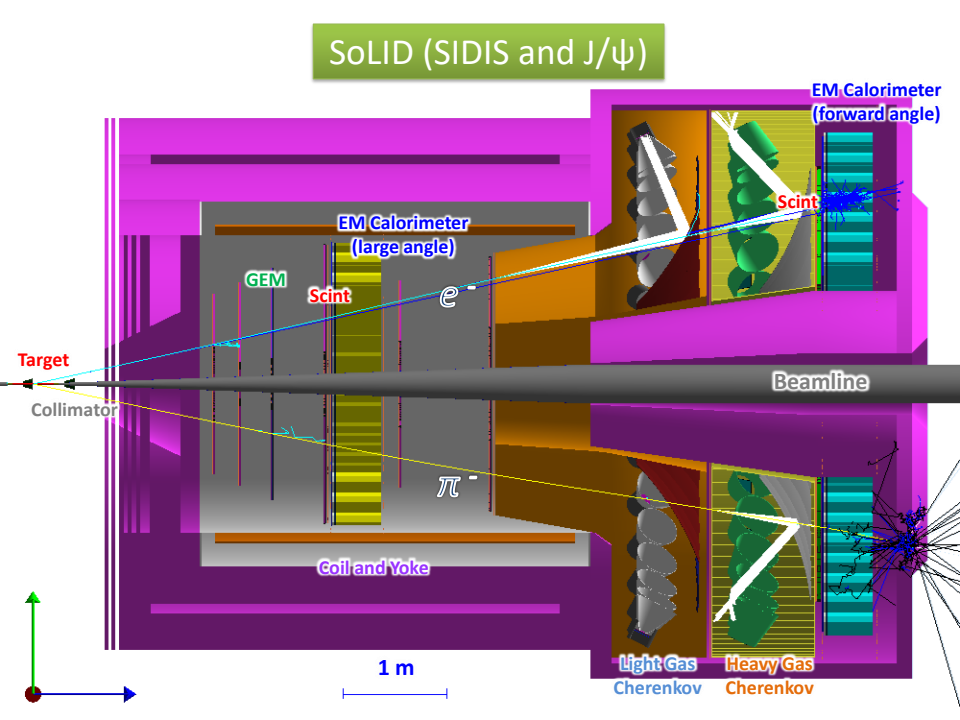 SoLID (SIDIS and J/ψ)
EM Calorimeter
(forward angle)
Scint
EM Calorimeter
(large angle)
GEM
Scint
e⁻
Target
Collimator
Beamline
π⁻
Coil and Yoke
1 m
Light Gas
Cherenkov
Heavy Gas
Cherenkov